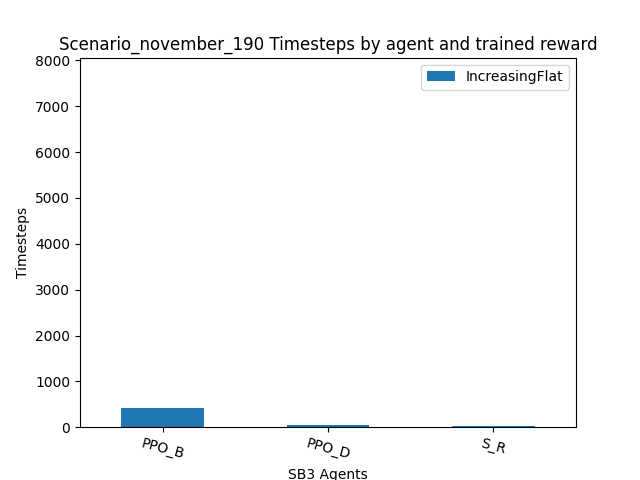 Scenario_november_190 Timesteps by agent and trained reward
IncreasingFlat
8000
7000
6000
5000
4000
3000
2000
1000
0
Timesteps
PPO_B
PPO_D
S_R
SB3 Agents